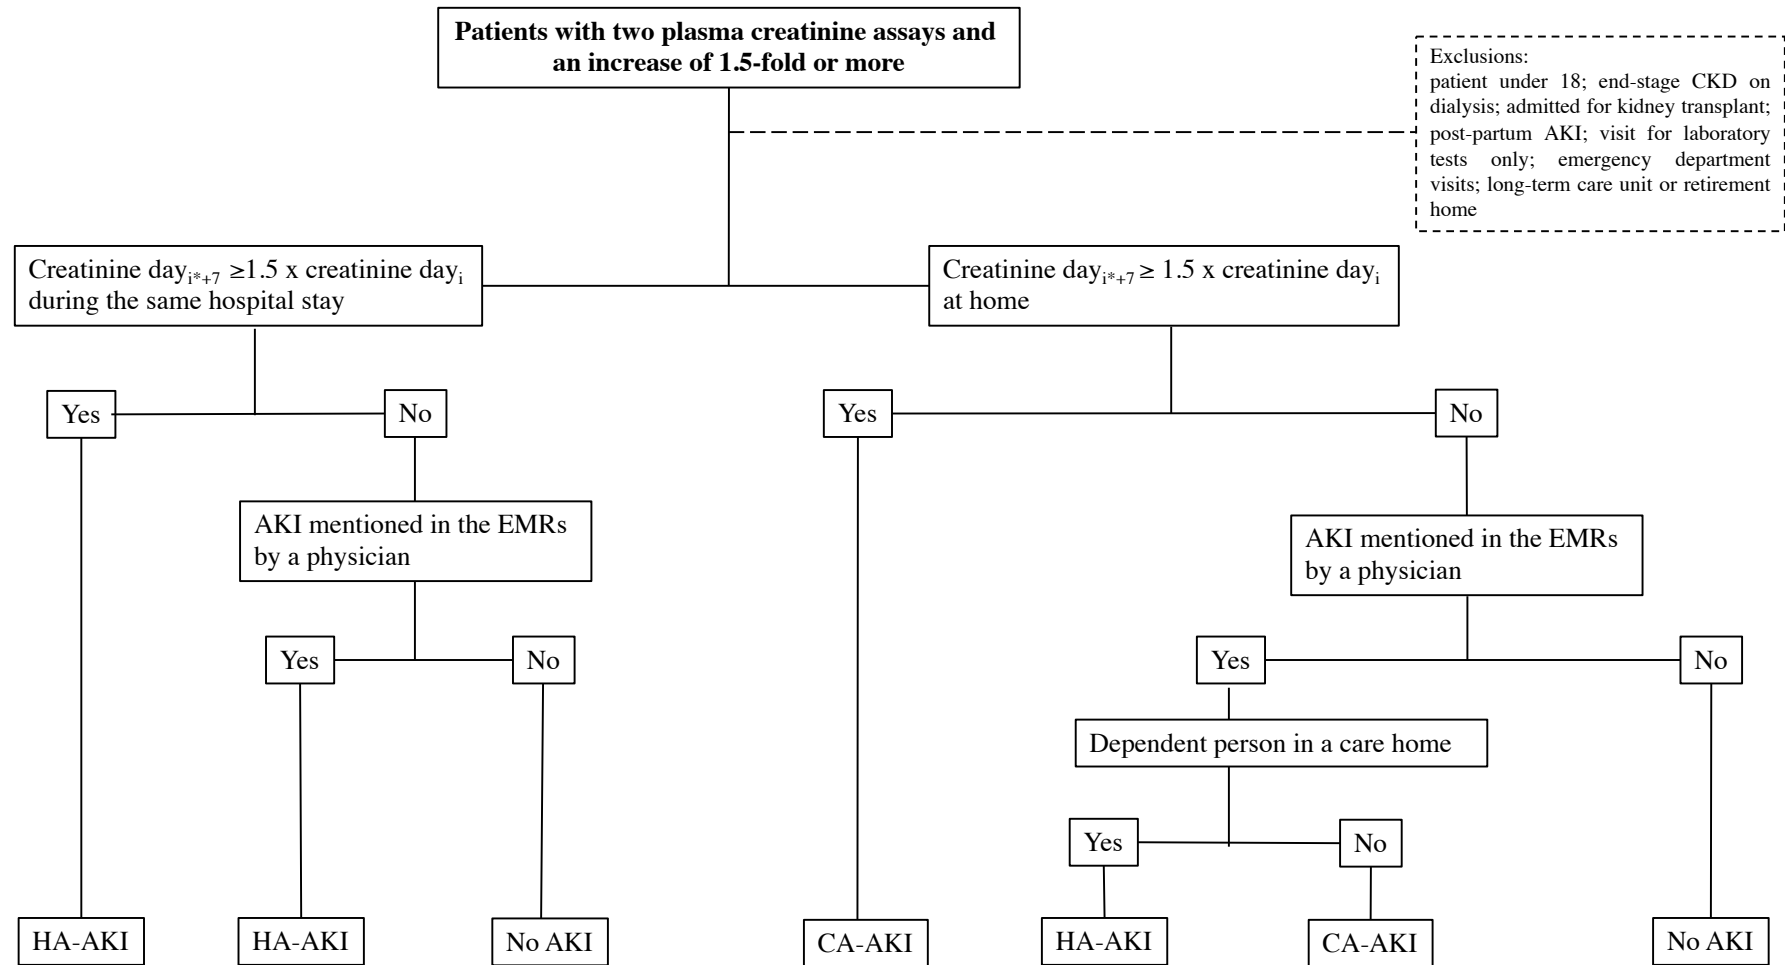 Patients with two plasma creatinine assays and
an increase of 1.5-fold or more
Exclusions:
patient under 18; end-stage CKD on
dialysis; admitted for kidney transplant;
post-partum AKI; visit for laboratory
tests only; emergency department
visits; long-term care unit or retirement
home
Creatinine day i*+7 ≥1.5 x creatinine day i
during the same hospital stay
Creatinine day i*+7 ≥ 1.5 x creatinine day i
at home
Yes
No
Yes
No
AKI mentioned in the EMRs
by a physician
AKI mentioned in the EMRs
by a physician
Yes
No
Yes
No
Dependent person in a care home
Yes
No
HA-AKI
HA-AKI
No AKI
CA-AKI
HA-AKI
CA-AKI
No AKI